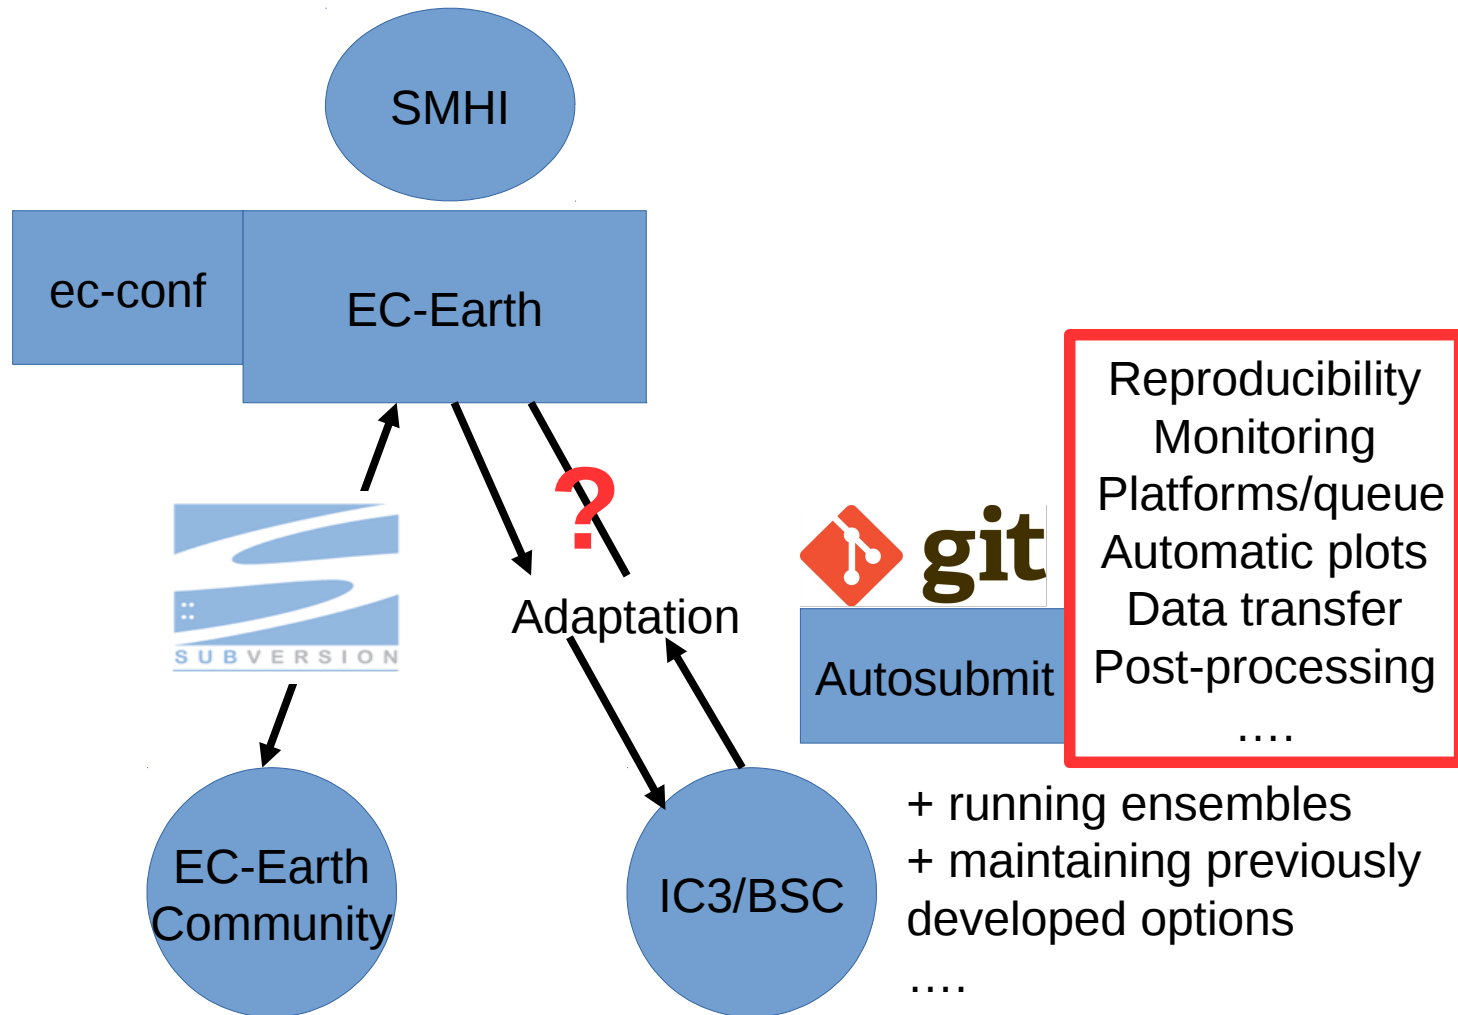 SMHI
ec-conf
EC-Earth
?
SUBVERSION
Adaptation
git
Autosubmit
Reproducibility
Monitoring
Platforms/queue
Automatic plots
Data transfer
Post-processing
....
EC-Earth
Community
IC3/BSC
+ running ensembles
+ maintaining previously
developed options
....